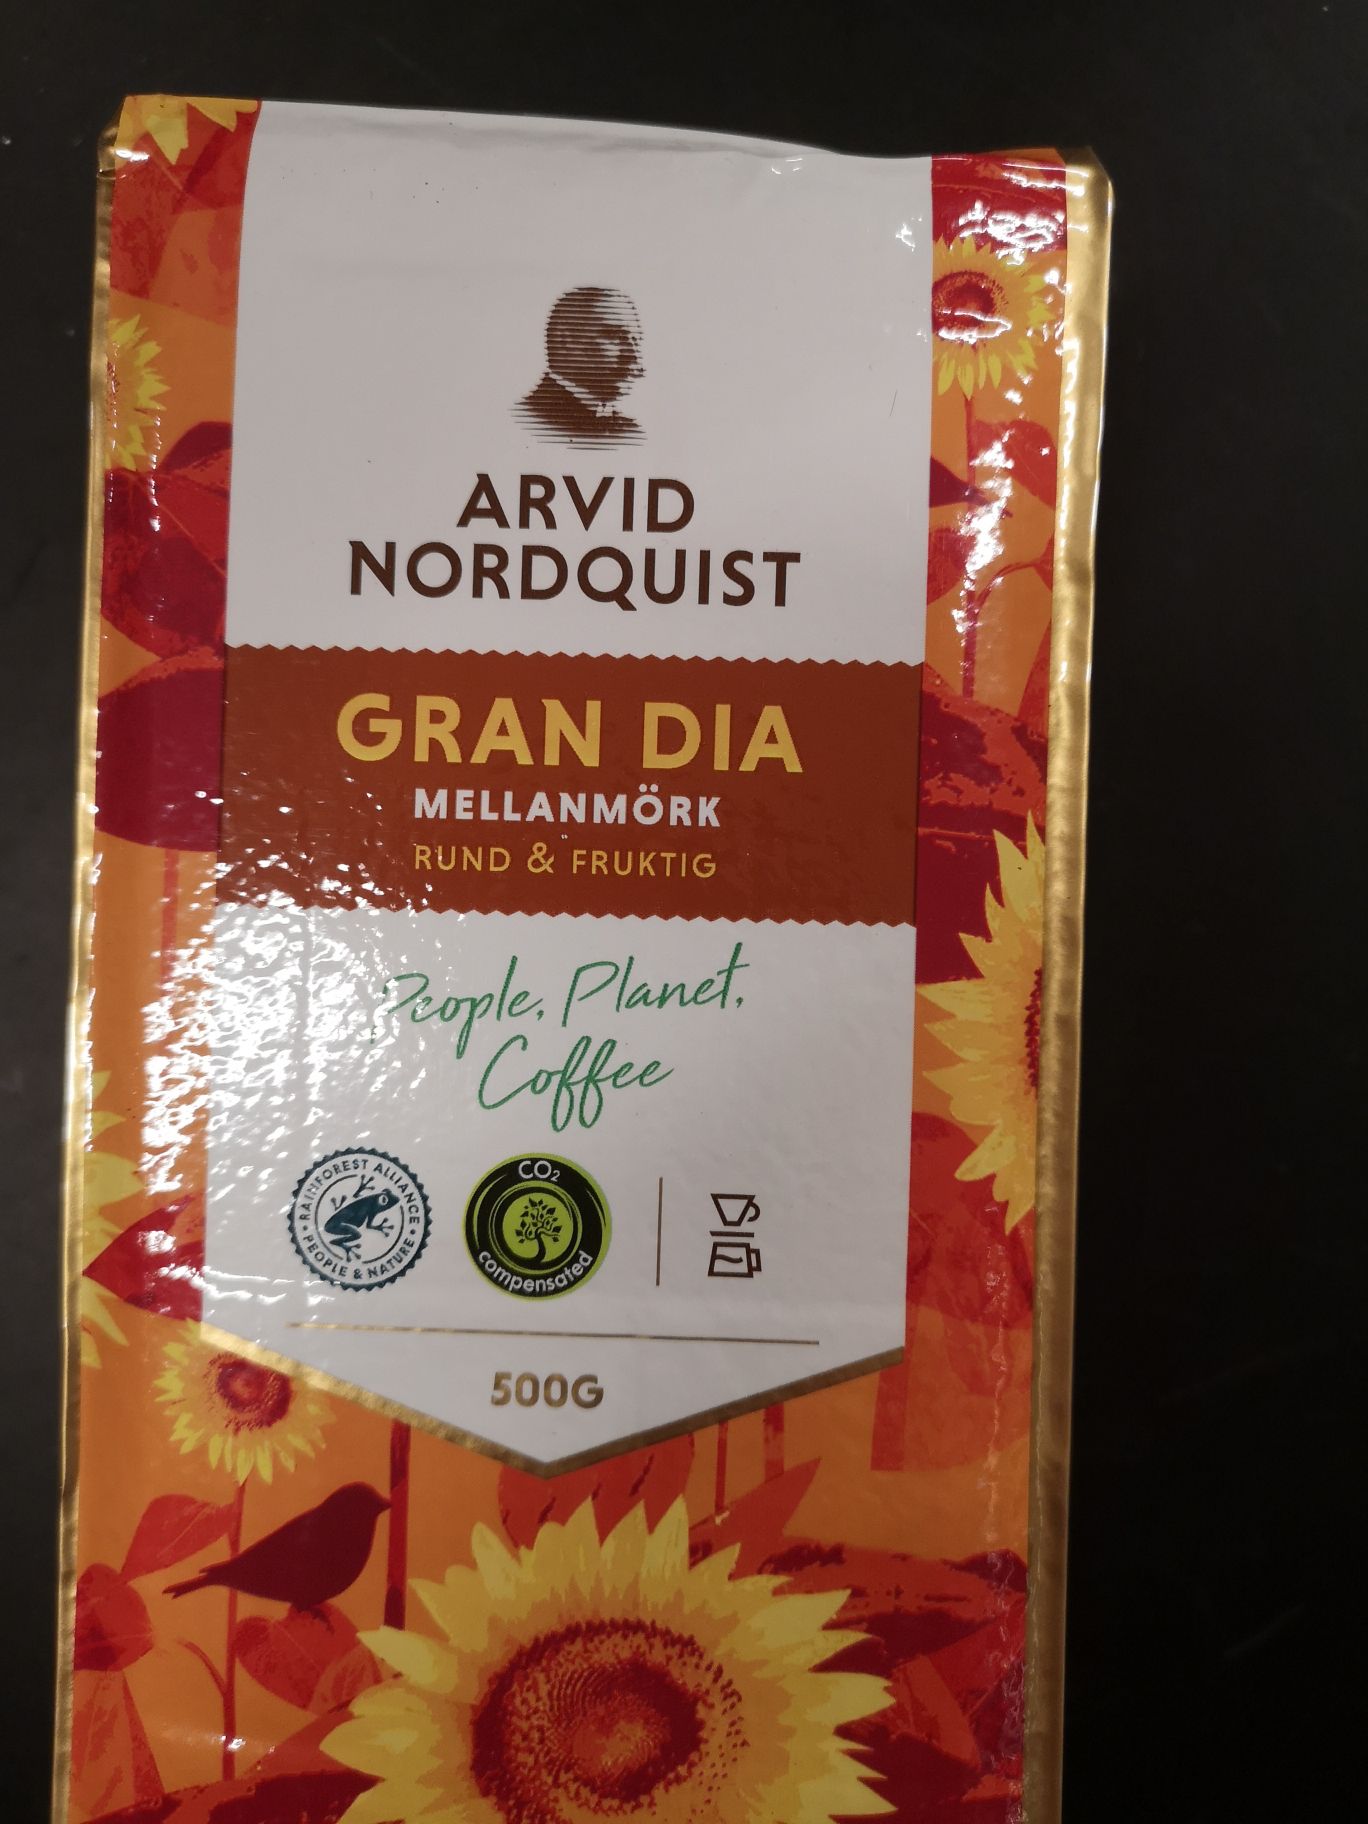 ARVID
NORDQUIST
GRAN DIA
MELLANMÖRK
RUND & FRUKTIG
People, Planet,
Coffee
RAINFOREST ALLIANCE
PEOPLE & NATURE
CO₂
compensated
500G